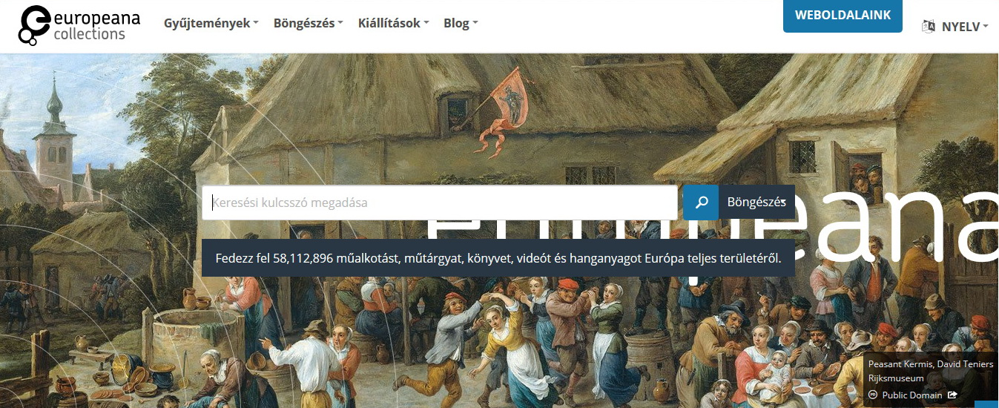 europeana
collections
Gyűjtemények
Böngészés
Kiállítások
Blog
WEBOLDALAINK
NYELV
Keresési kulcsszó megadása
Böngészés
europeana
Fedezz fel 58,112,896 műalkotást, műtárgyat, könyvet, videót és hanganyagot Európa teljes területéről.
Peasant Kermis, David Teniers
Rijksmuseum
Public Domain